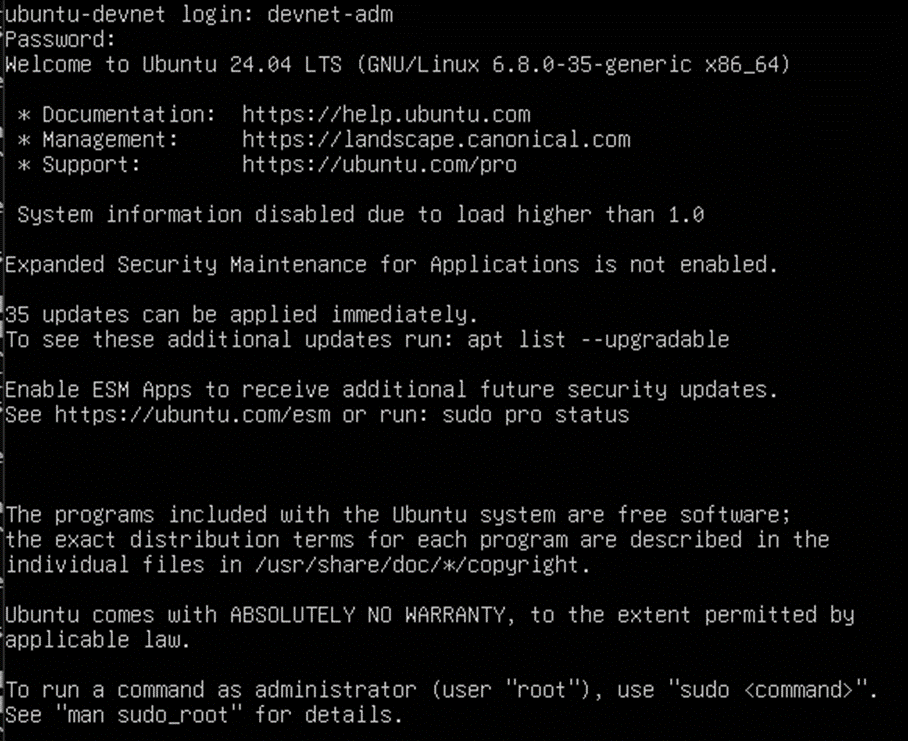 ubuntu-devnet login: devnet-adm
Password:
Welcome to Ubuntu 24.04 LTS (GNU/Linux 6.8.0-35-generic x86_64)
* Documentation: https://help.ubuntu.com
* Management: https://landscape.canonical.com
* Support: https://ubuntu.com/pro
System information disabled due to load higher than 1.0
Expanded Security Maintenance for Applications is not enabled.
35 updates can be applied immediately.
To see these additional updates run: apt list --upgradable
Enable ESM Apps to receive additional future security updates.
See https://ubuntu.com/esm or run: sudo pro status
The programs included with the Ubuntu system are free software;
the exact distribution terms for each program are described in the
individual files in /usr/share/doc/*/copyright.
Ubuntu comes with ABSOLUTELY NO WARRANTY, to the extent permitted by
applicable law.
To run a command as administrator (user "root"), use "sudo <command>".
See "man sudo_root" for details.